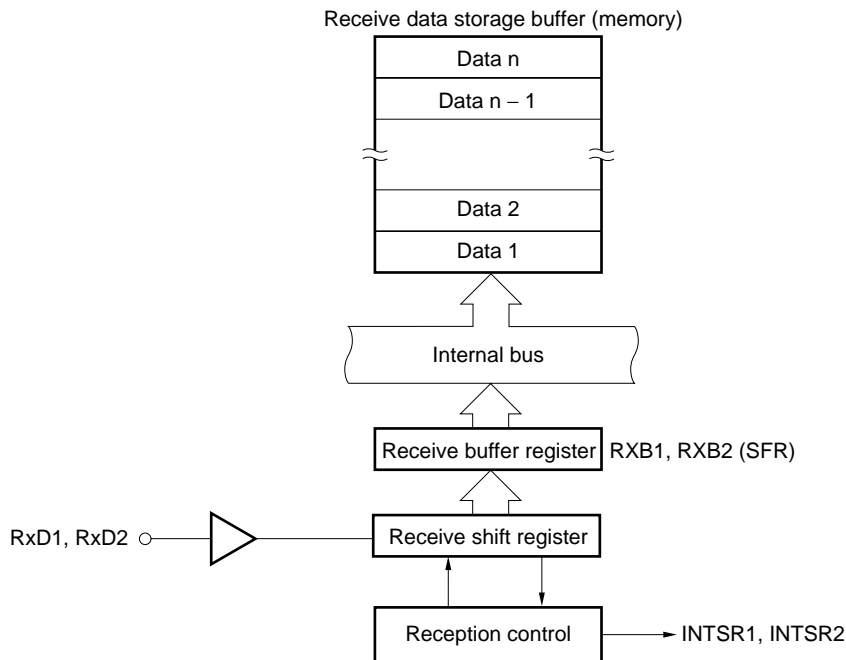 Receive data storage buffer (memory)
Data n
Data n – 1
Data 2
Data 1
Internal bus
Receive buffer register
RXB1, RXB2 (SFR)
RxD1, RxD2
Receive shift register
Reception control
INTSR1, INTSR2